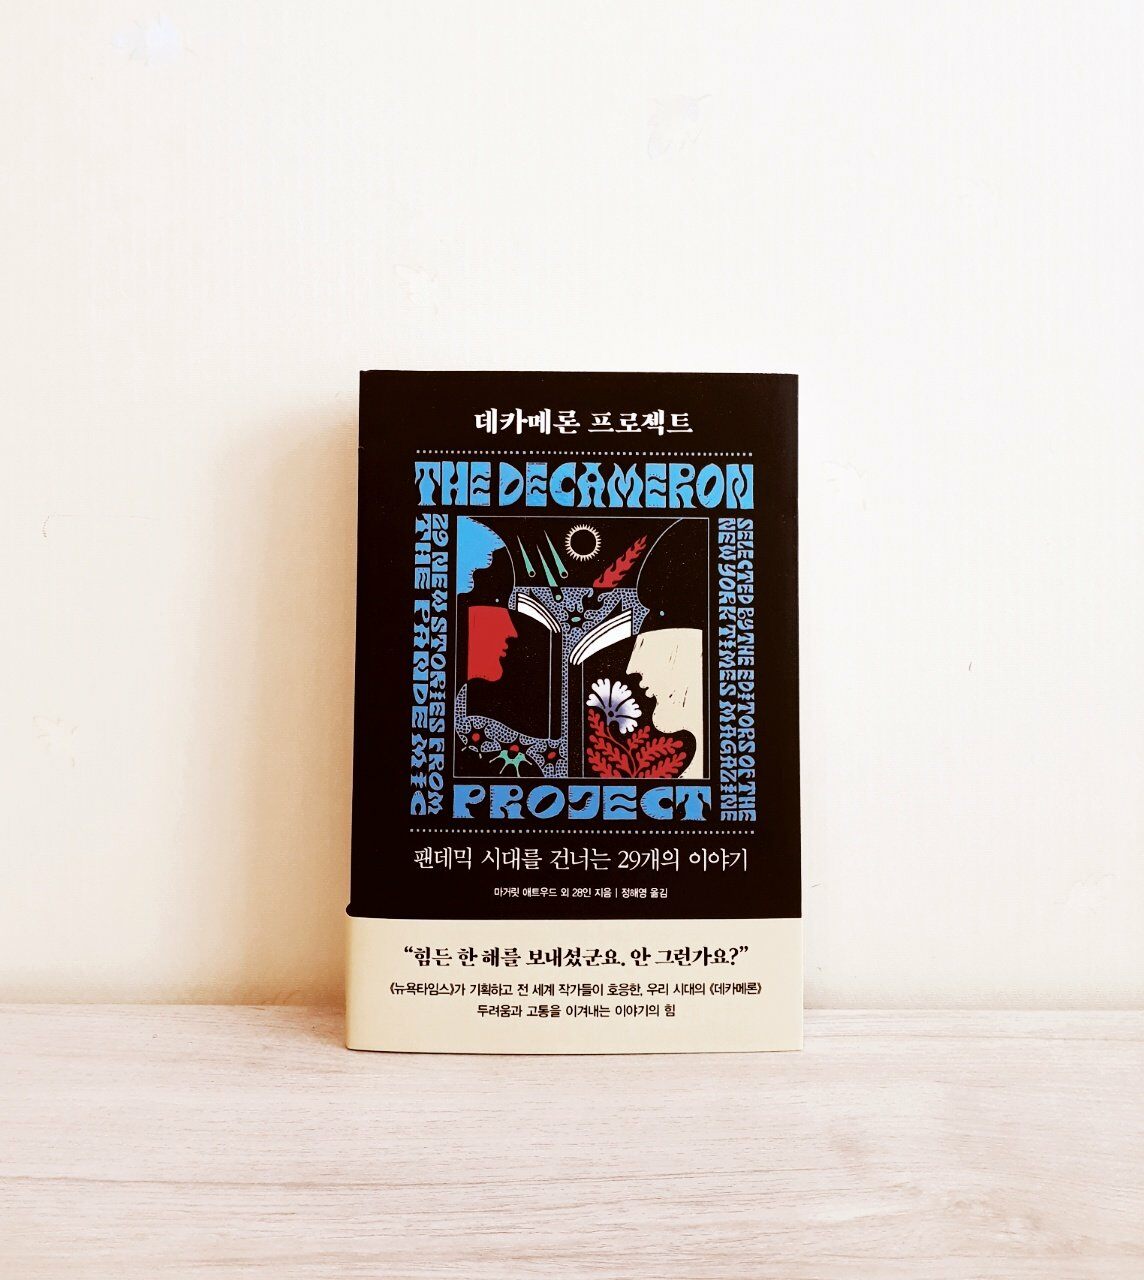 데카메론 프로젝트
THE DECAMERON
29 NEW STORIES FROM
THE PANDEMIC
SELECTED BY THE EDITORS OF THE
NEW YORK TIMES MAGAZINE
PROJECT
팬데믹 시대를 건너는 29개의 이야기
마거릿 애트우드 외 28인 지음 | 정해영 옮김
“힘든 한 해를 보내셨군요. 안 그런가요?”
《뉴욕타임스》가 기획하고 전 세계 작가들이 호응한, 우리 시대의 《데카메론》
두려움과 고통을 이겨내는 이야기의 힘